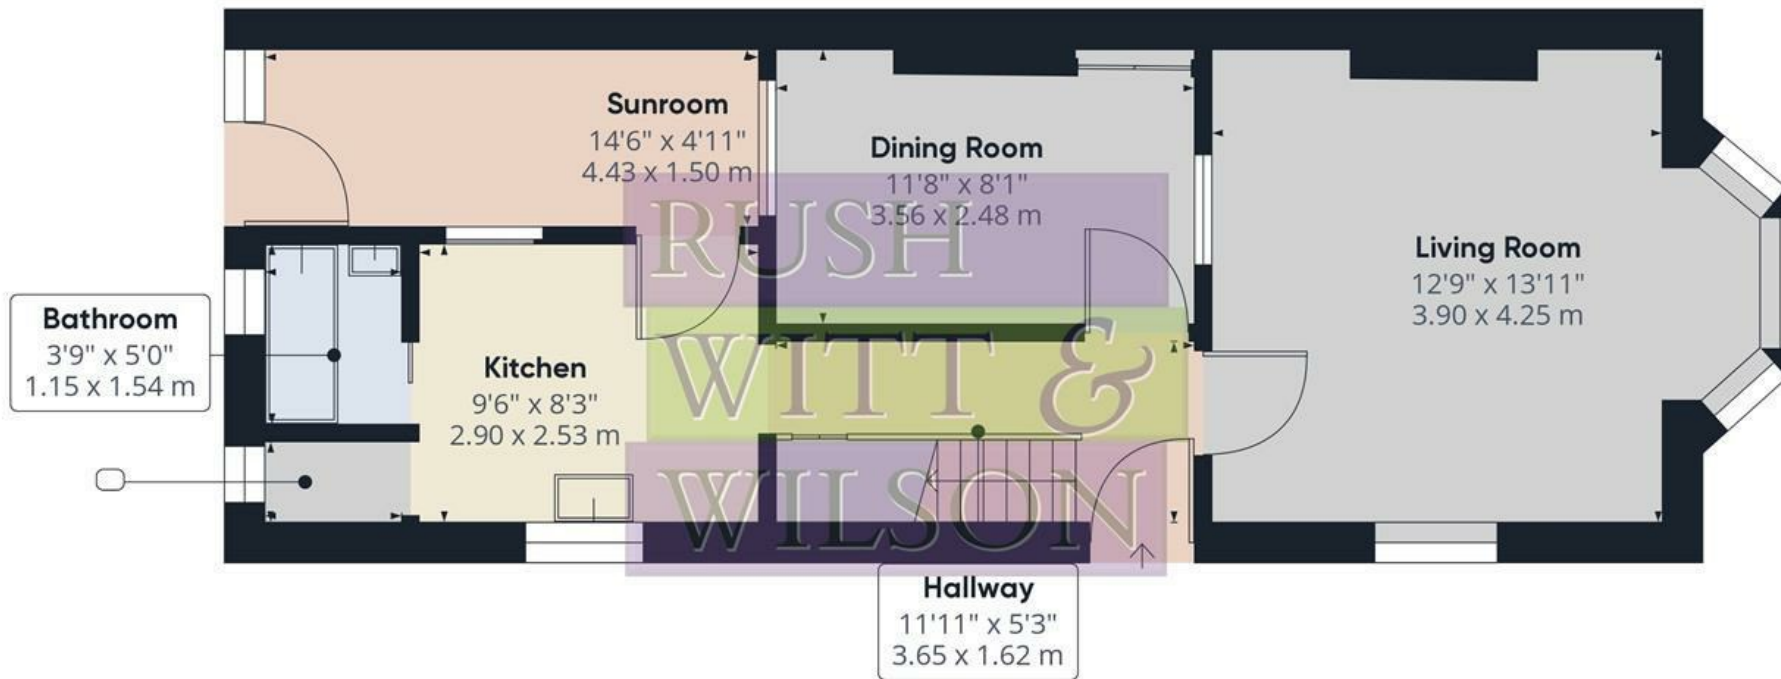 Sunroom
14'6" x 4'11"
4.43 x 1.50 m
Dining Room
11'8" x 8'1"
3.56 x 2.48 m
Living Room
12'9" x 13'11"
3.90 x 4.25 m
Bathroom
3'9" x 5'0"
1.15 x 1.54 m
Kitchen
9'6" x 8'3"
2.90 x 2.53 m
Hallway
11'11" x 5'3"
3.65 x 1.62 m
RUSH
WITT &
WILSON